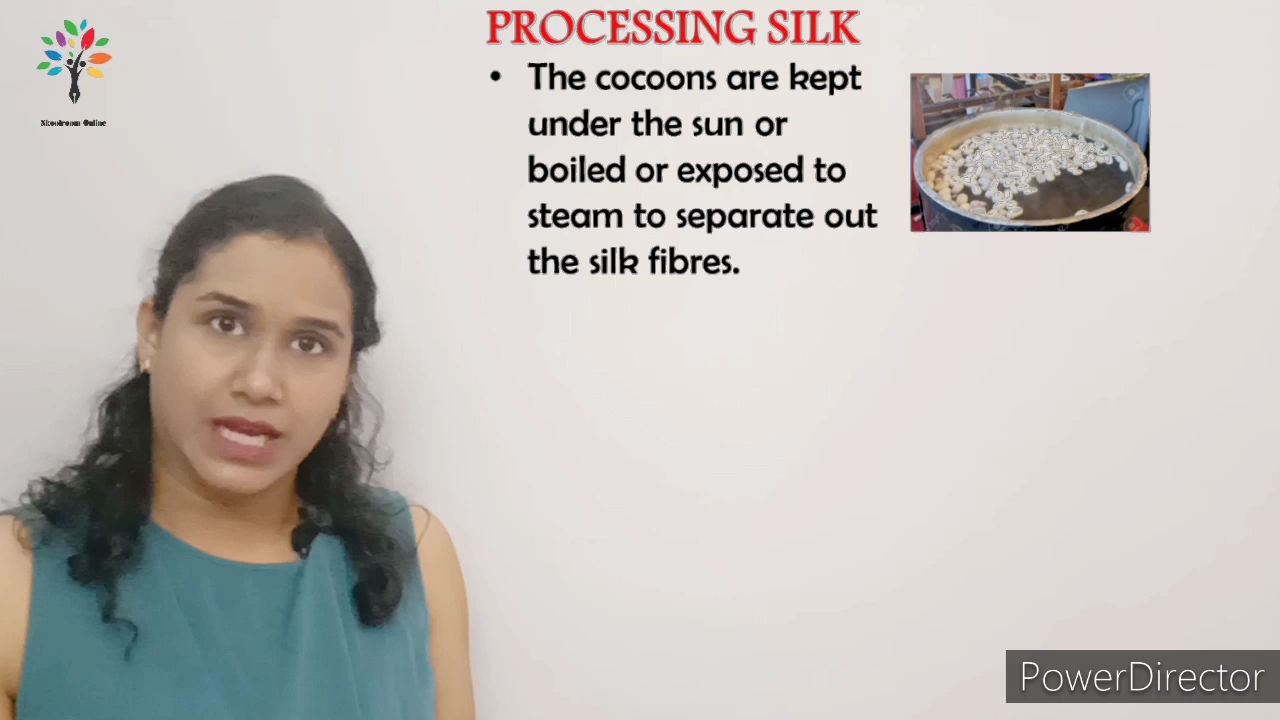 PROCESSING SILK
• The cocoons are kept
under the sun or
boiled or exposed to
steam to separate out
the silk fibres.
Online
PowerDirector